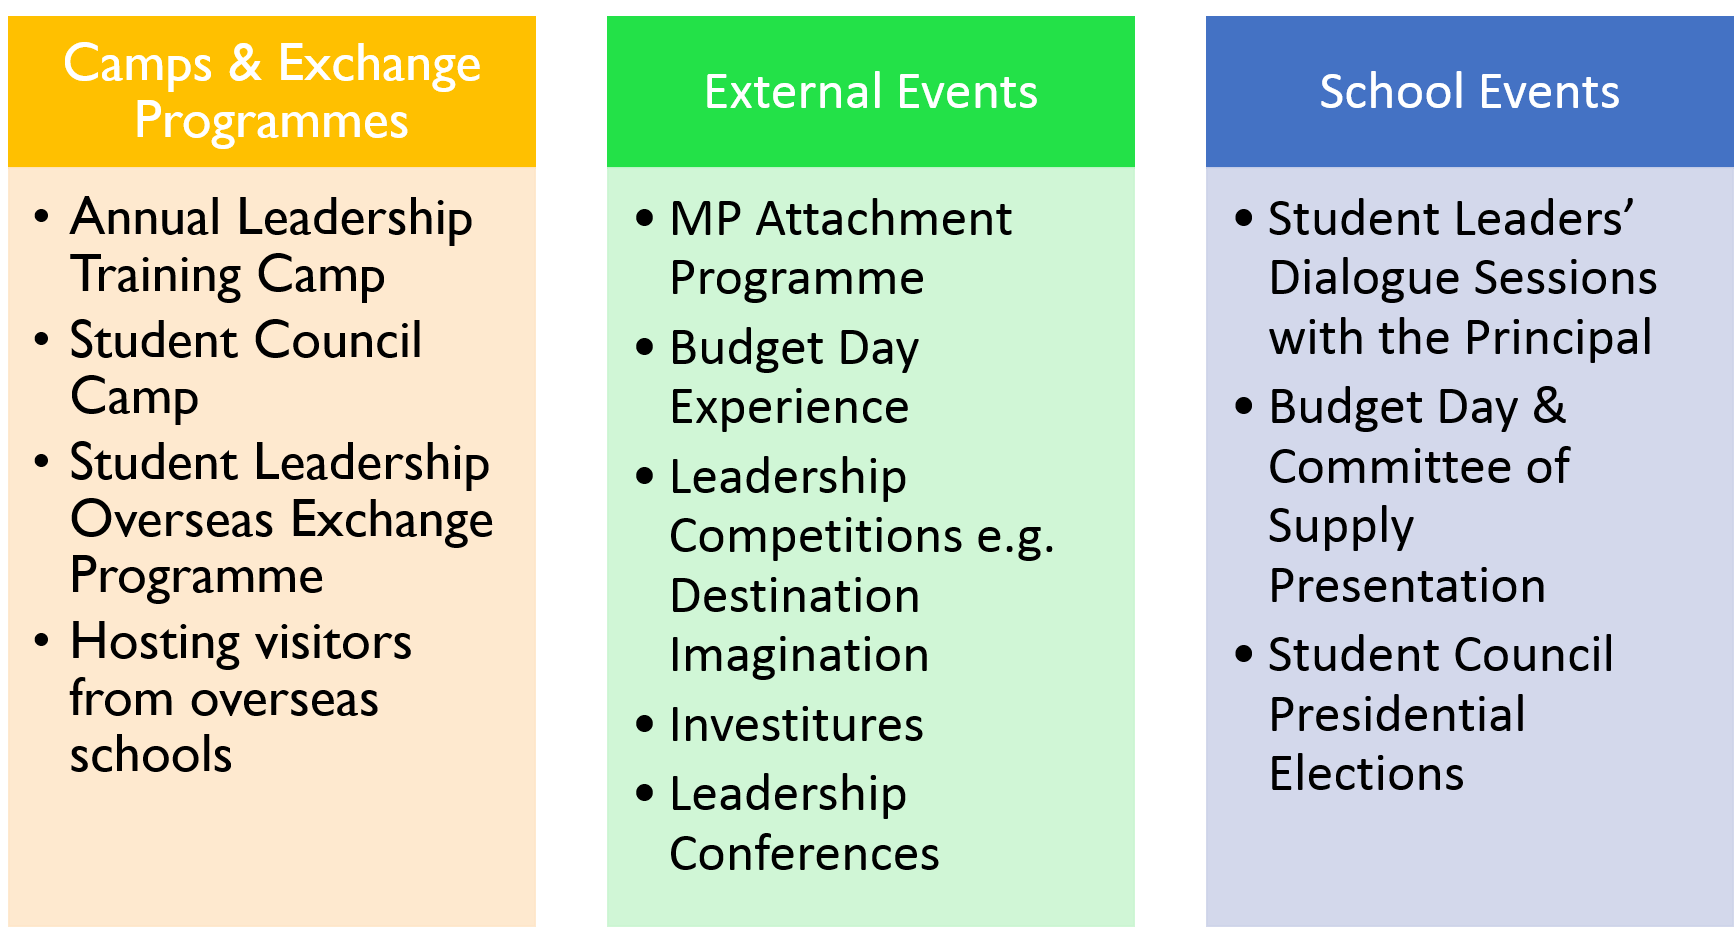 Camps & Exchange
Programmes
• Annual Leadership
Training Camp
• Student Council
Camp
• Student Leadership
Overseas Exchange
Programme
• Hosting visitors
from overseas
schools
External Events
• MP Attachment
Programme
• Budget Day
Experience
• Leadership
Competitions e.g.
Destination
Imagination
• Investitures
• Leadership
Conferences
School Events
• Student Leaders’
Dialogue Sessions
with the Principal
• Budget Day &
Committee of
Supply
Presentation
• Student Council
Presidential
Elections